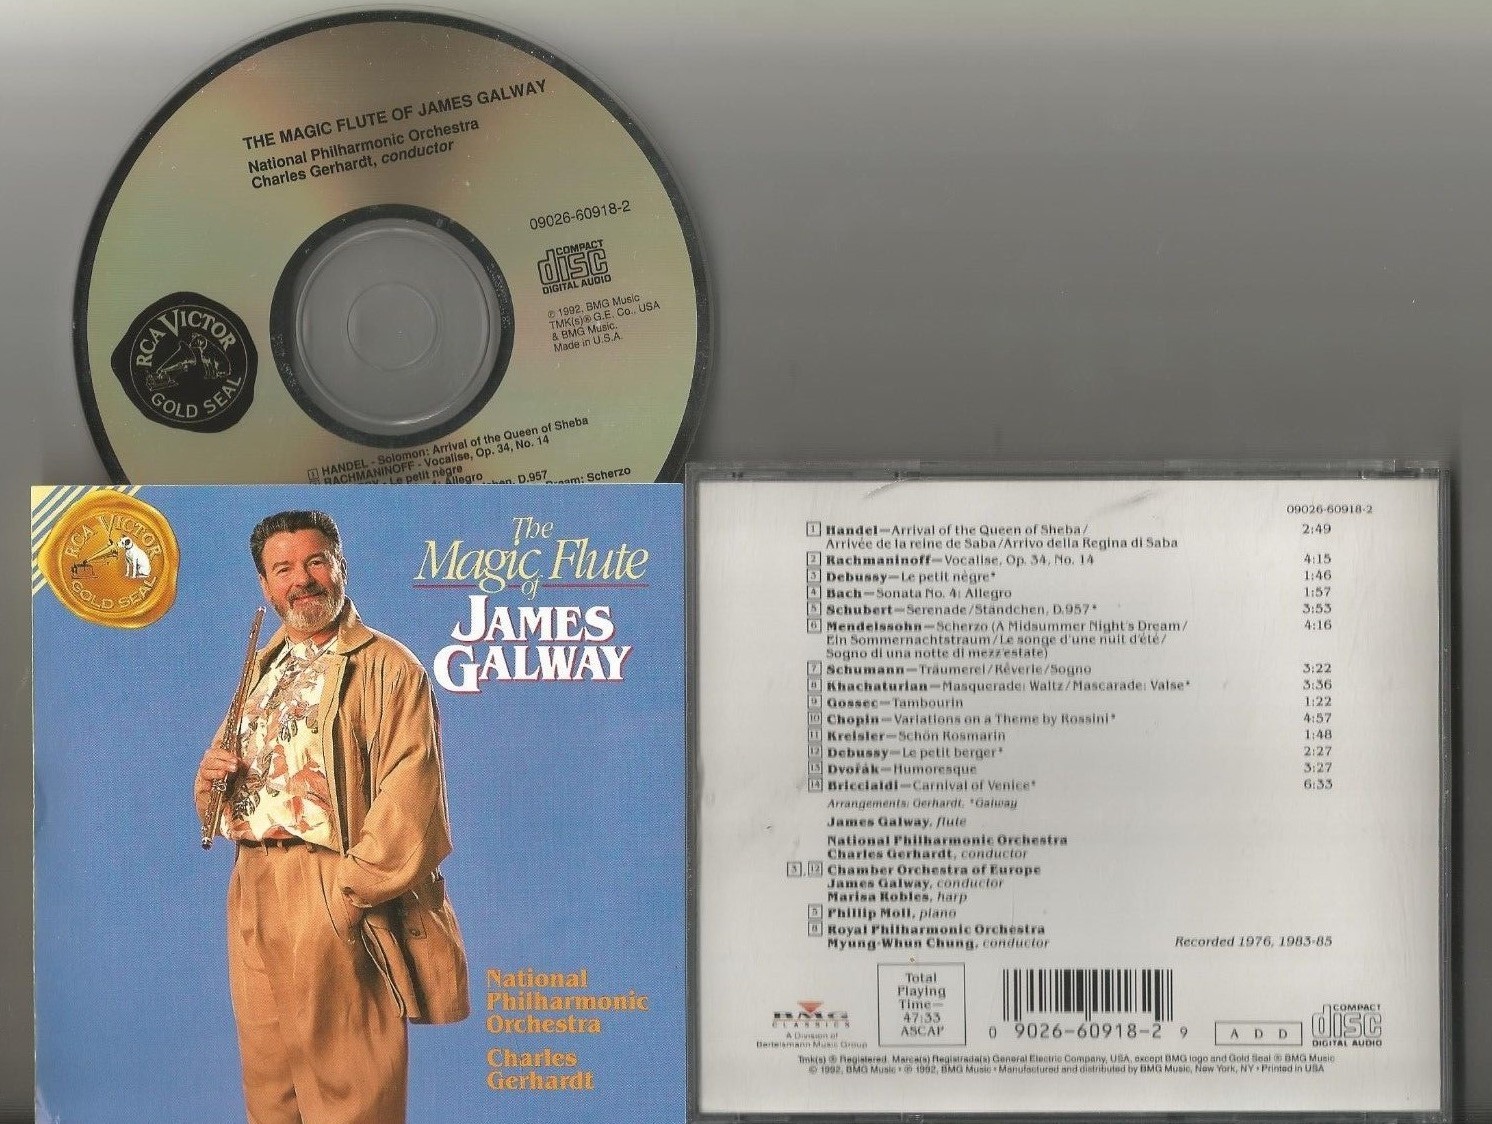 THE MAGIC FLUTE OF JAMES GALWAY
National Philharmonic Orchestra
Charles Gerhardt, conductor
09026-60918-2
COMPACT
disc
DIGITAL AUDIO
℗ 1992, BMG Music
TMK(s)® G.E. Co., USA
& BMG Music.
Made in U.S.A.
RCA VICTOR
GOLD SEAL
1 HANDEL - Solomon: Arrival of the Queen of Sheba
RACHMANINOFF - Vocalise, Op. 34, No. 14
- Le petit nègre
4: Allegro
D.957
Dream: Scherzo
RCA VICTOR
GOLD SEAL
The
Magic Flute
of
JAMES
GALWAY
National
Philharmonic
Orchestra
Charles
Gerhardt
09026-60918-2
1 Handel—Arrival of the Queen of Sheba/ 2:49
Arrivée de la reine de Saba/Arrivo della Regina di Saba
2 Rachmaninoff—Vocalise, Op. 34, No. 14 4:15
3 Debussy—Le petit nègre* 1:46
4 Bach—Sonata No. 4: Allegro 1:57
5 Schubert—Serenade/Ständchen, D.957* 3:53
6 Mendelssohn—Scherzo (A Midsummer Night's Dream/ 4:16
Ein Sommernachtstraum/Le songe d'une nuit d'été/
Sogno di una notte di mezz'estate)
7 Schumann—Träumerei/Rêverie/Sogno 3:22
8 Khachaturian—Masquerade: Waltz/Mascarade: Valse* 3:36
9 Gossec—Tambourin 1:22
10 Chopin—Variations on a Theme by Rossini* 4:57
11 Kreisler—Schön Rosmarin 1:48
12 Debussy—Le petit berger* 2:27
13 Dvořák—Humoresque 3:27
14 Briccialdi—Carnival of Venice* 6:33
Arrangements: Gerhardt, *Galway
James Galway, flute
National Philharmonic Orchestra
Charles Gerhardt, conductor
3, 12 Chamber Orchestra of Europe
James Galway, conductor
Marisa Robles, harp
5 Phillip Moll, piano
8 Royal Philharmonic Orchestra
Myung-Whun Chung, conductor
Recorded 1976, 1983-85
BMG
CLASSICS
A Division of
Bertelsmann Music Group
Total
Playing
Time—
47:33
ASCAP
0 9026-60918-2 9
A D D
COMPACT
disc
DIGITAL AUDIO
Tmk(s) ® Registered. Marca(s) Registrada(s) General Electric Company, USA, except BMG logo and Gold Seal ® BMG Music
© 1992, BMG Music • ℗ 1992, BMG Music • Manufactured and distributed by BMG Music, New York, NY • Printed in USA